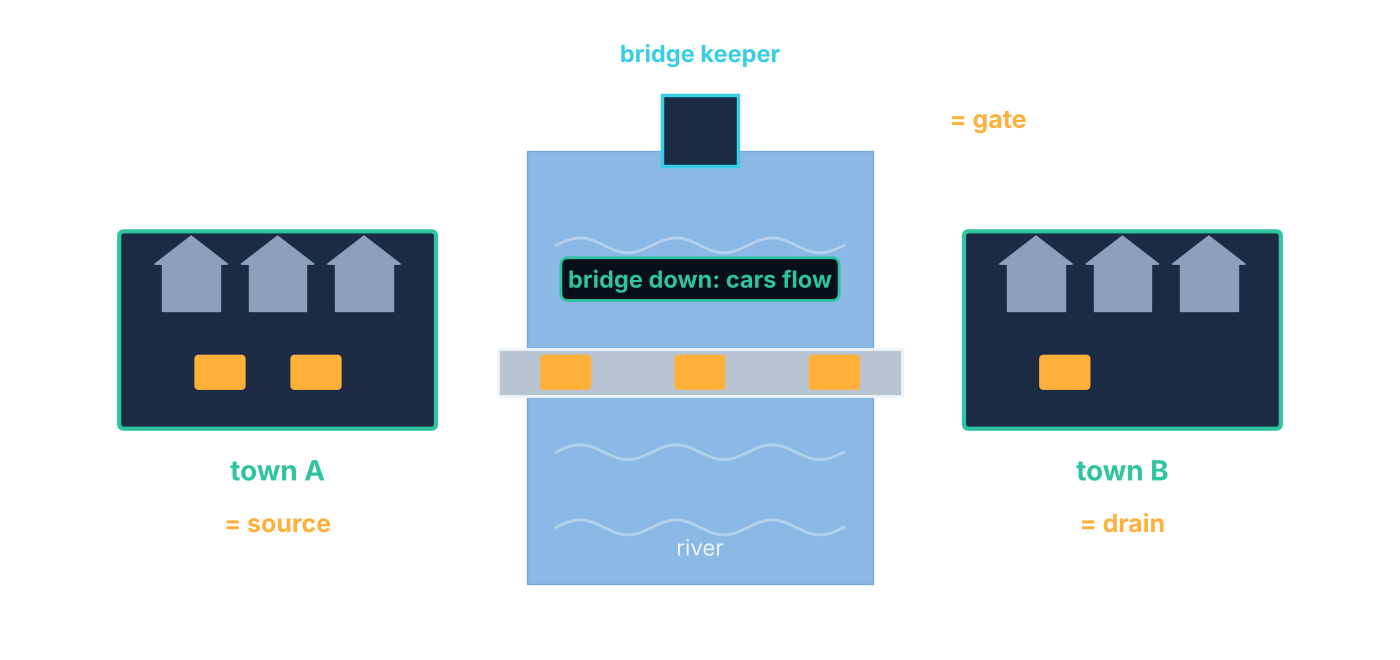 bridge keeper
= gate
bridge down: cars flow
town A
town B
= source
= drain
river